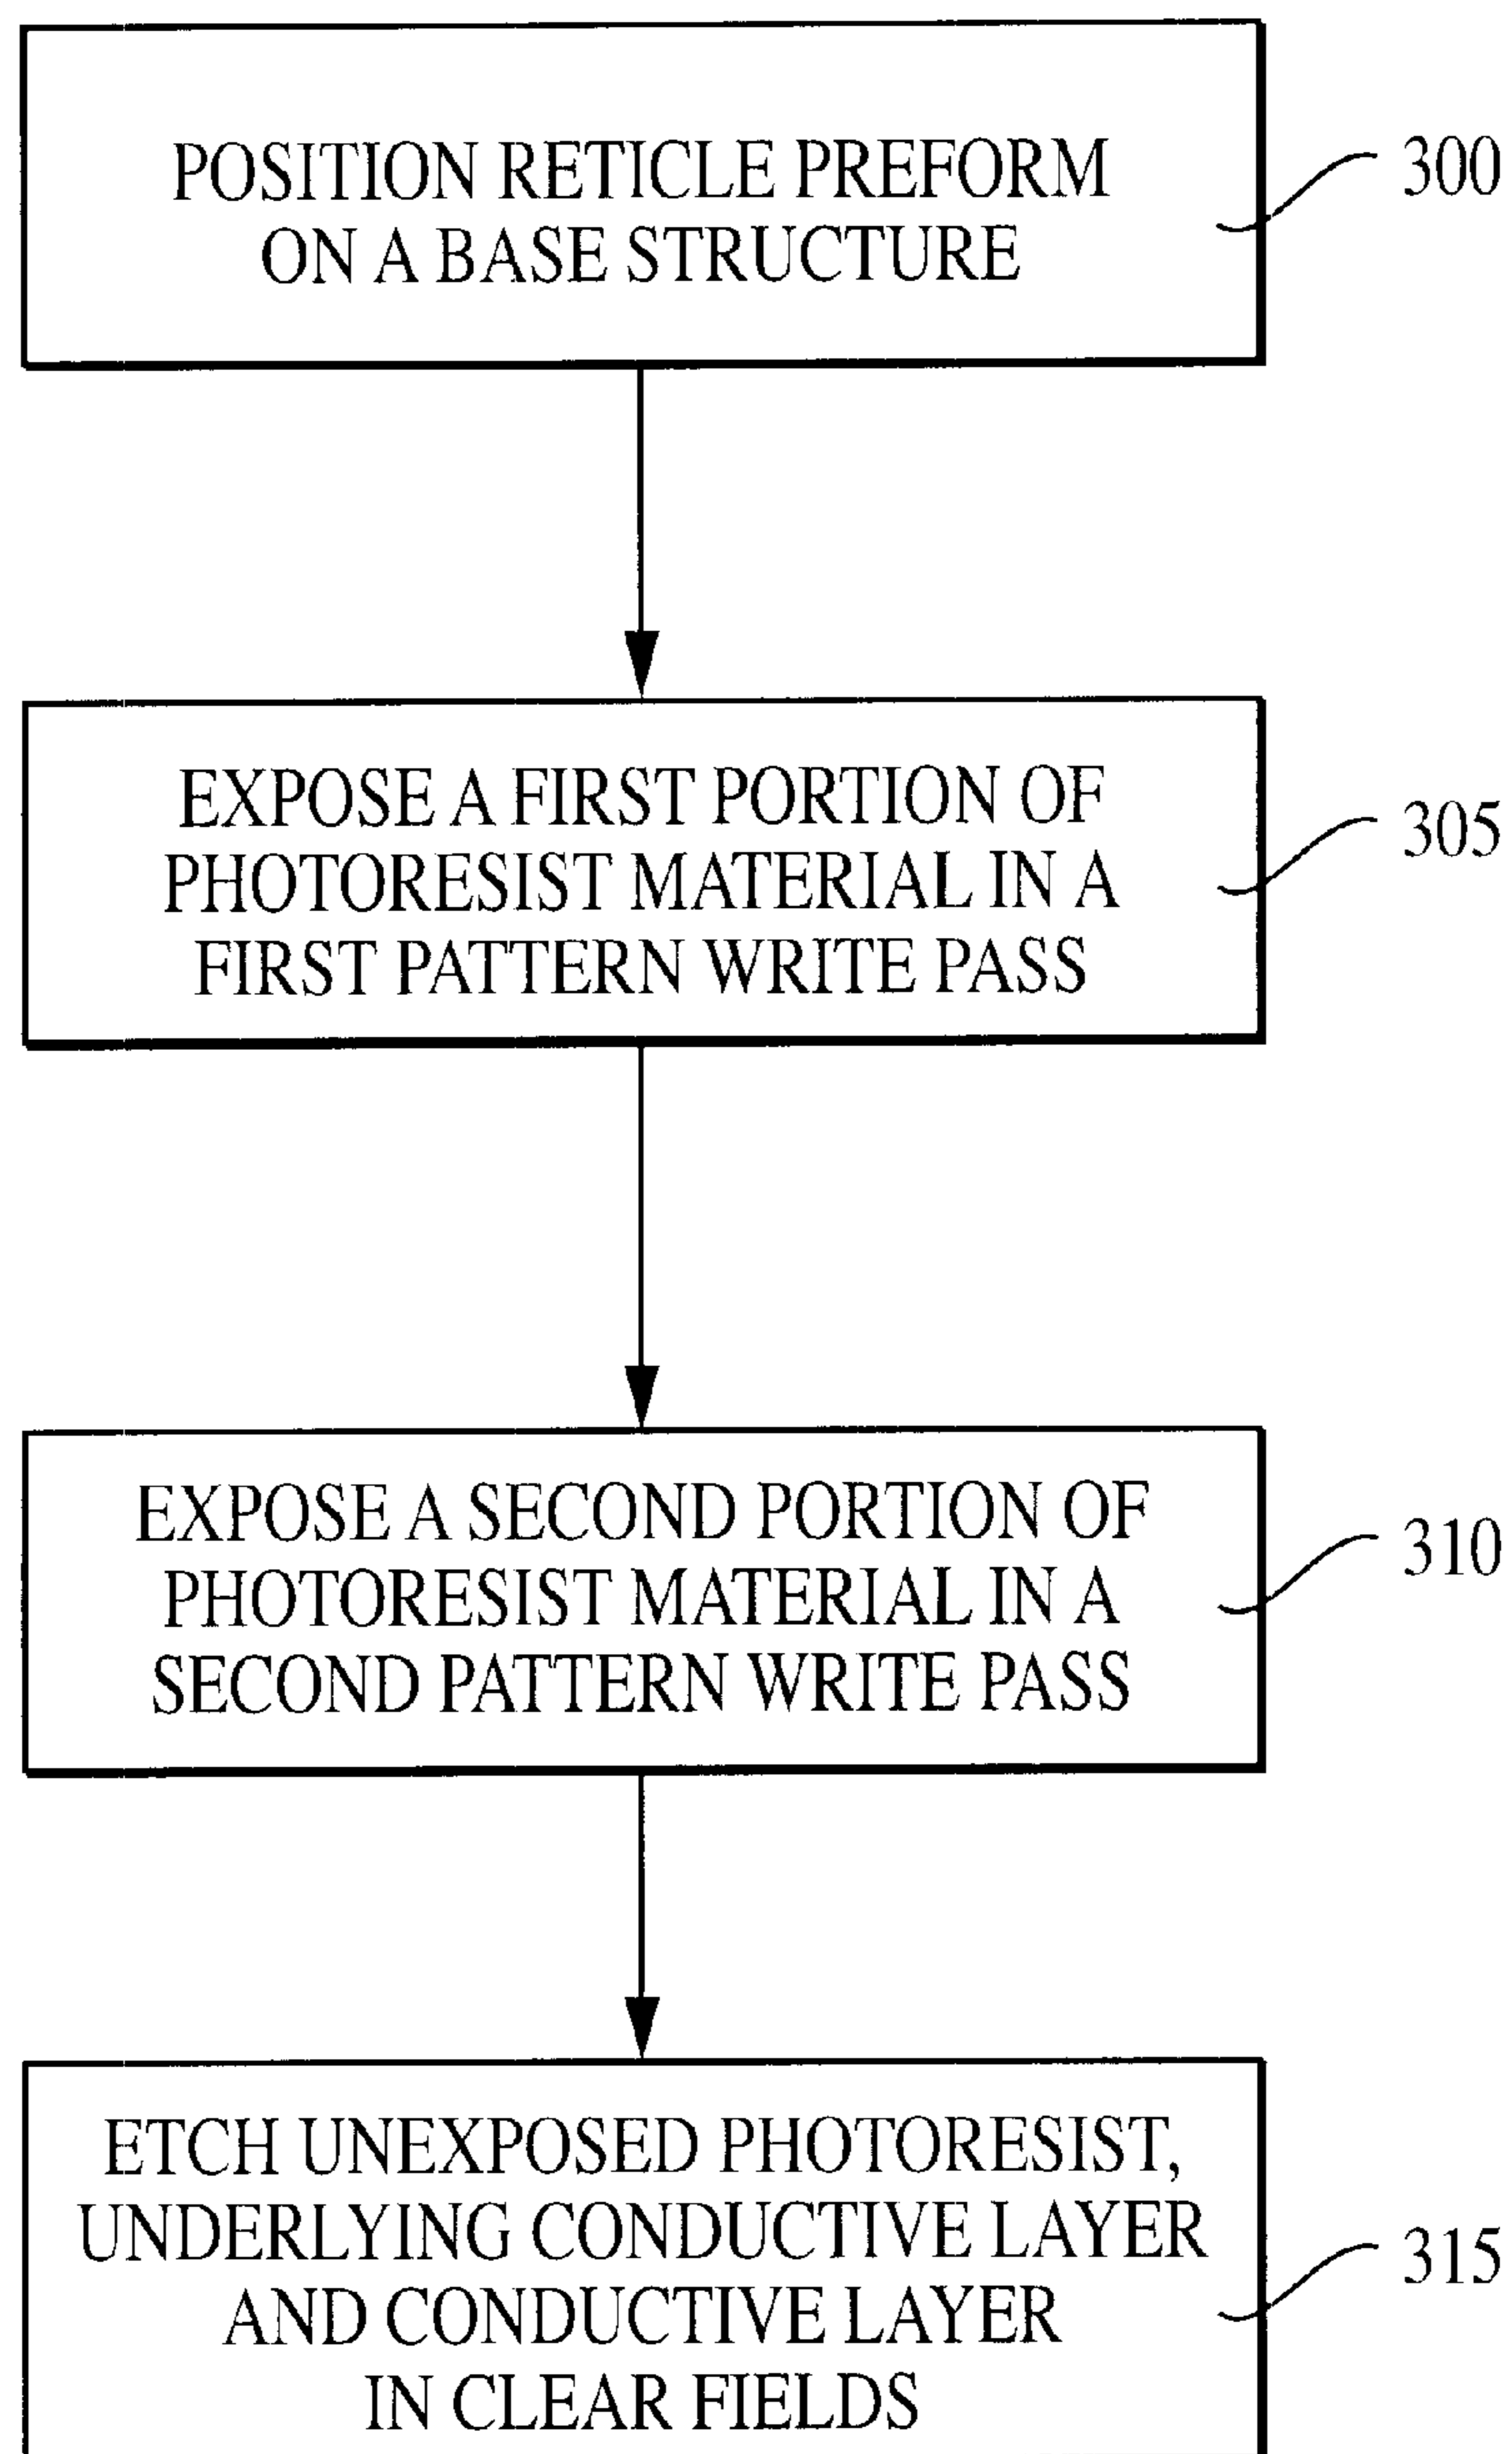 POSITION RETICLE PREFORM
ON A BASE STRUCTURE
300
EXPOSE A FIRST PORTION OF
PHOTORESIST MATERIAL IN A
FIRST PATTERN WRITE PASS
305
EXPOSE A SECOND PORTION OF
PHOTORESIST MATERIAL IN A
SECOND PATTERN WRITE PASS
310
ETCH UNEXPOSED PHOTORESIST,
UNDERLYING CONDUCTIVE LAYER
AND CONDUCTIVE LAYER
IN CLEAR FIELDS
315